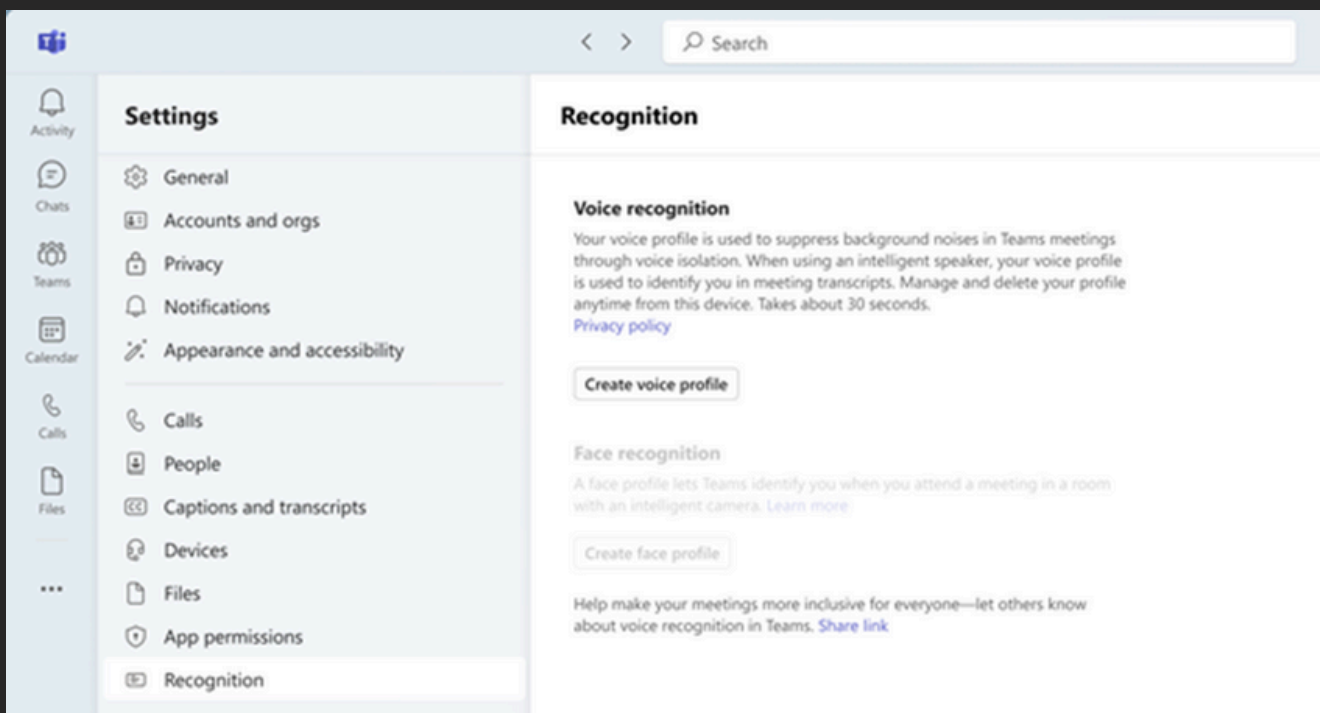 Search
Activity
Chats
Teams
Calendar
Calls
Files
Settings
General
Accounts and orgs
Privacy
Notifications
Appearance and accessibility
Calls
People
Captions and transcripts
Devices
Files
App permissions
Recognition
Recognition
Voice recognition
Your voice profile is used to suppress background noises in Teams meetings
through voice isolation. When using an intelligent speaker, your voice profile
is used to identify you in meeting transcripts. Manage and delete your profile
anytime from this device. Takes about 30 seconds.
Privacy policy
Create voice profile
Face recognition
A face profile lets Teams identify you when you attend a meeting in a room
with an intelligent camera. Learn more
Create face profile
Help make your meetings more inclusive for everyone—let others know
about voice recognition in Teams. Share link